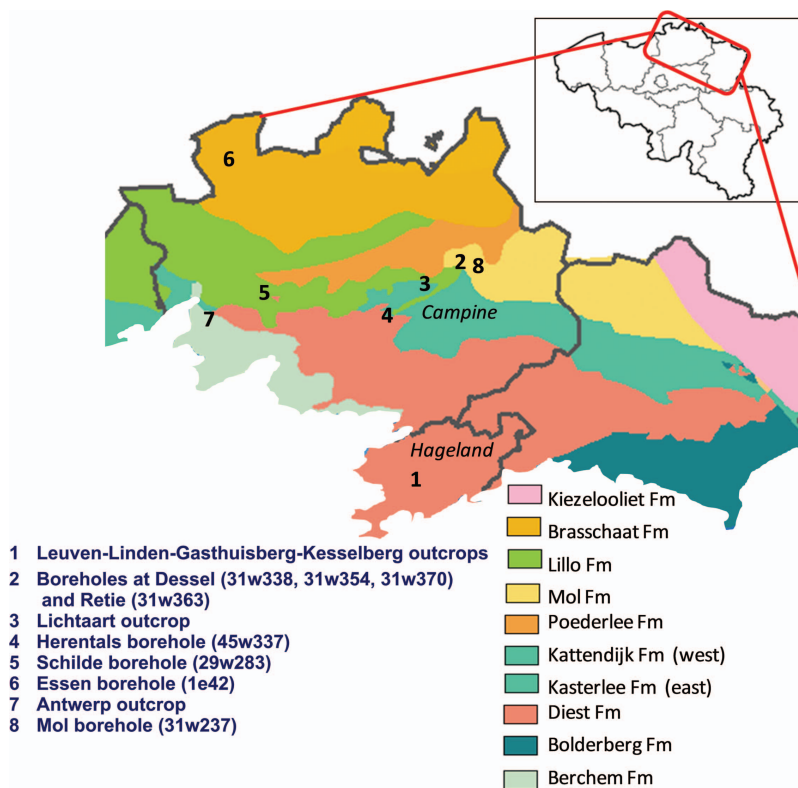 6
2
8
3
5
4
7
Campine
Hageland
1
Kiezelooliet Fm
Brasschaat Fm
Lillo Fm
Mol Fm
Poederlee Fm
Kattendijk Fm (west)
Kasterlee Fm (east)
Diest Fm
Bolderberg Fm
Berchem Fm
1 Leuven-Linden-Gasthuisberg-Kesselberg outcrops
2 Boreholes at Dessel (31w338, 31w354, 31w370)
and Retie (31w363)
3 Lichtaart outcrop
4 Herentals borehole (45w337)
5 Schilde borehole (29w283)
6 Essen borehole (1e42)
7 Antwerp outcrop
8 Mol borehole (31w237)